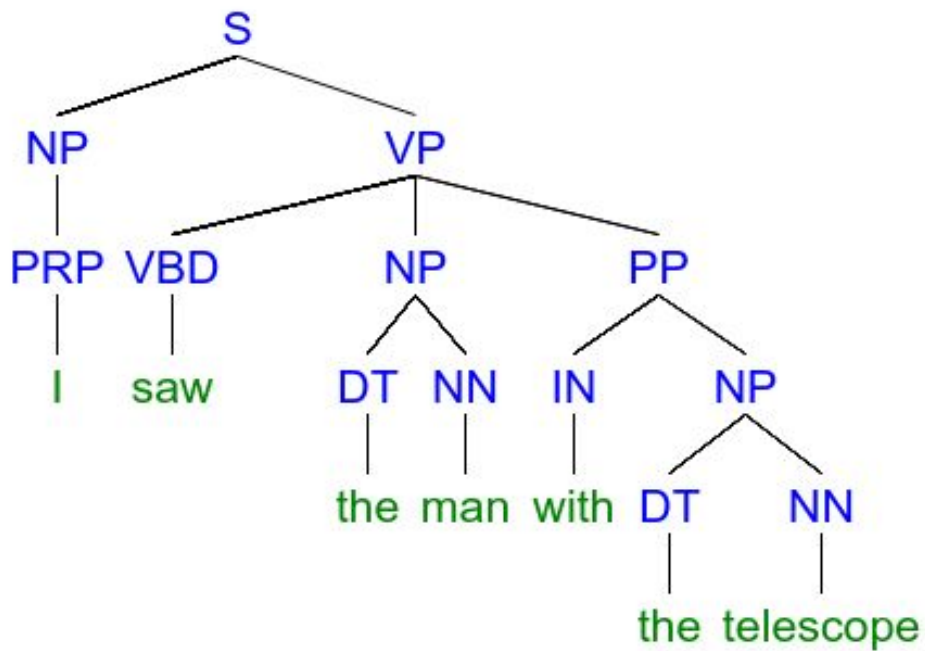 S
NP VP
PRP VBD NP PP
I saw DT NN IN NP
the man with DT NN
the telescope